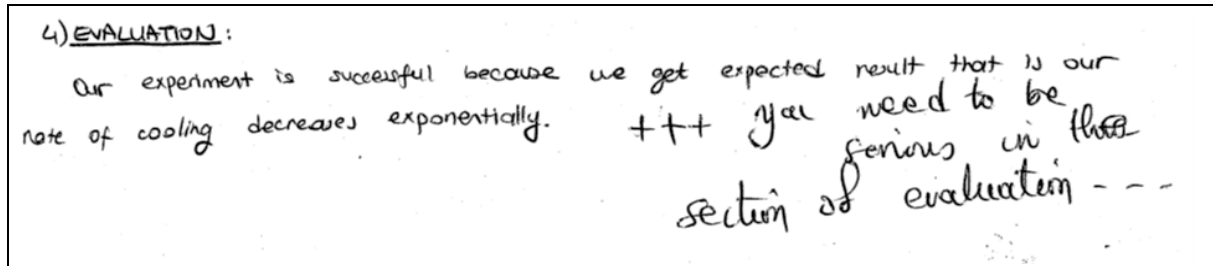 4) EVALUATION:
Our experiment is successful because we get expected result that is our
rate of cooling decreases exponentially. +++ you need to be
serious in this
section of evaluation - - -